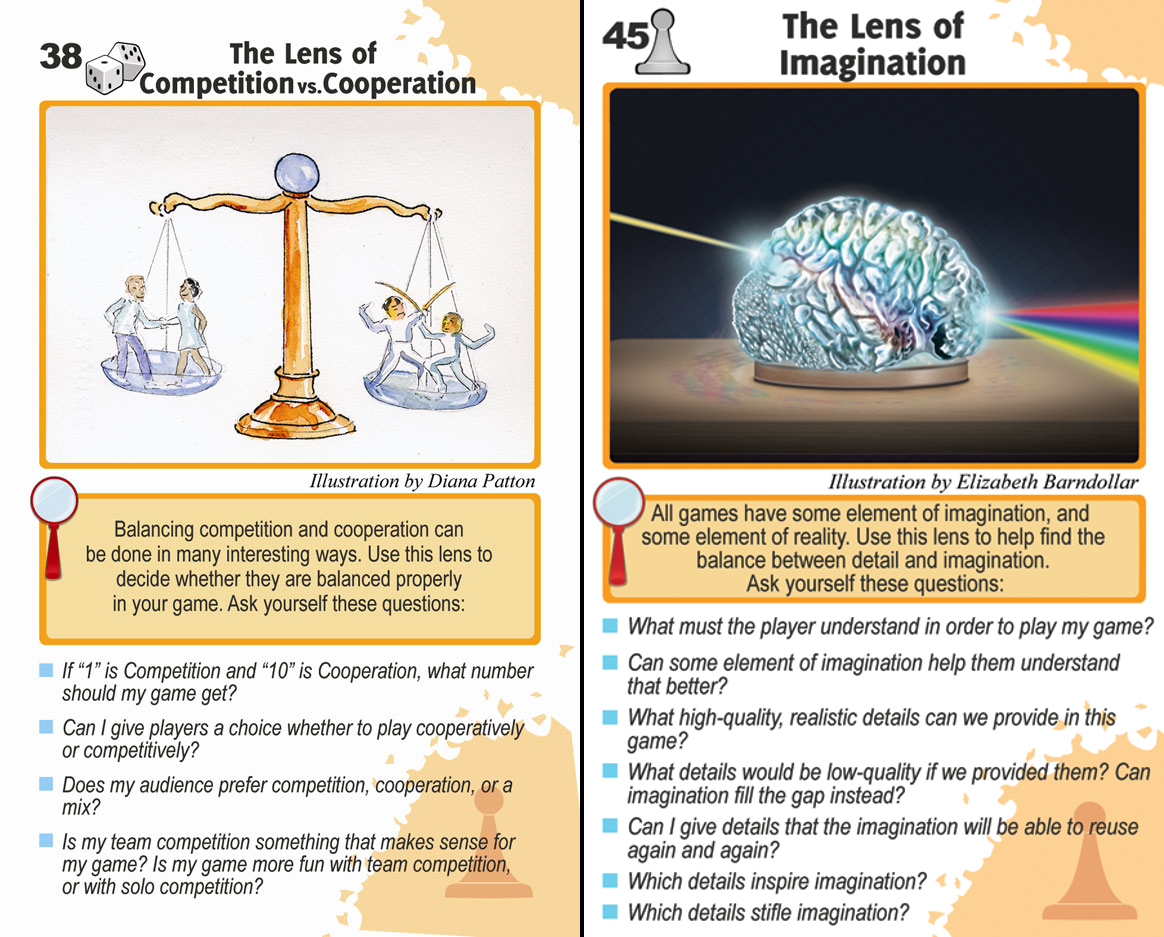 38
The Lens of
Competition vs. Cooperation
Illustration by Diana Patton
Balancing competition and cooperation can
be done in many interesting ways. Use this lens to
decide whether they are balanced properly
in your game. Ask yourself these questions:
If “1” is Competition and “10” is Cooperation, what number
should my game get?
Can I give players a choice whether to play cooperatively
or competitively?
Does my audience prefer competition, cooperation, or a
mix?
Is my team competition something that makes sense for
my game? Is my game more fun with team competition,
or with solo competition?
45
The Lens of
Imagination
Illustration by Elizabeth Barndollar
All games have some element of imagination, and
some element of reality. Use this lens to help find the
balance between detail and imagination.
Ask yourself these questions:
What must the player understand in order to play my game?
Can some element of imagination help them understand
that better?
What high-quality, realistic details can we provide in this
game?
What details would be low-quality if we provided them? Can
imagination fill the gap instead?
Can I give details that the imagination will be able to reuse
again and again?
Which details inspire imagination?
Which details stifle imagination?